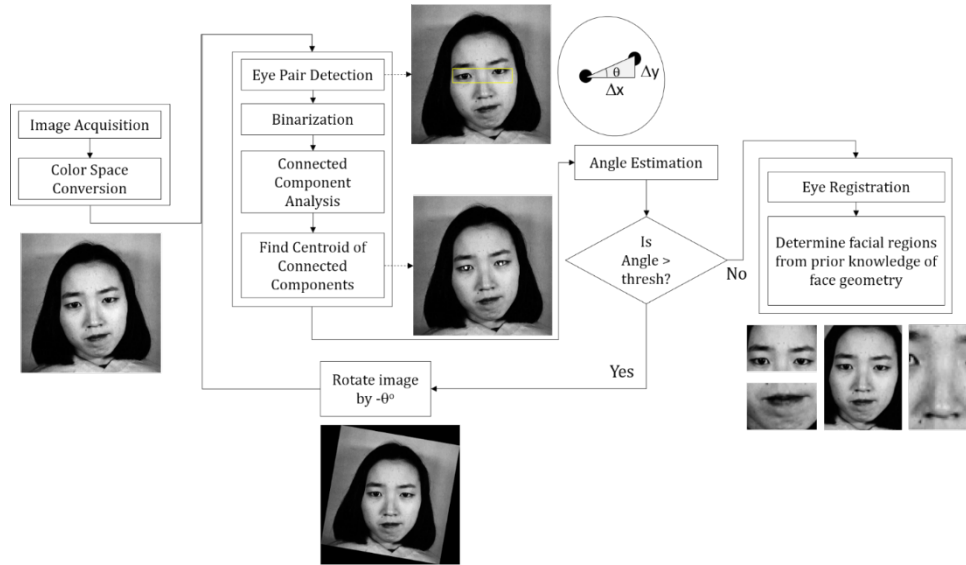 Image Acquisition
Color Space
Conversion
Eye Pair Detection
Binarization
Connected
Component
Analysis
Find Centroid of
Connected
Components
θ
Δy
Δx
Angle Estimation
Is
Angle >
thresh?
No
Yes
Rotate image
by -θº
Eye Registration
Determine facial regions
from prior knowledge of
face geometry